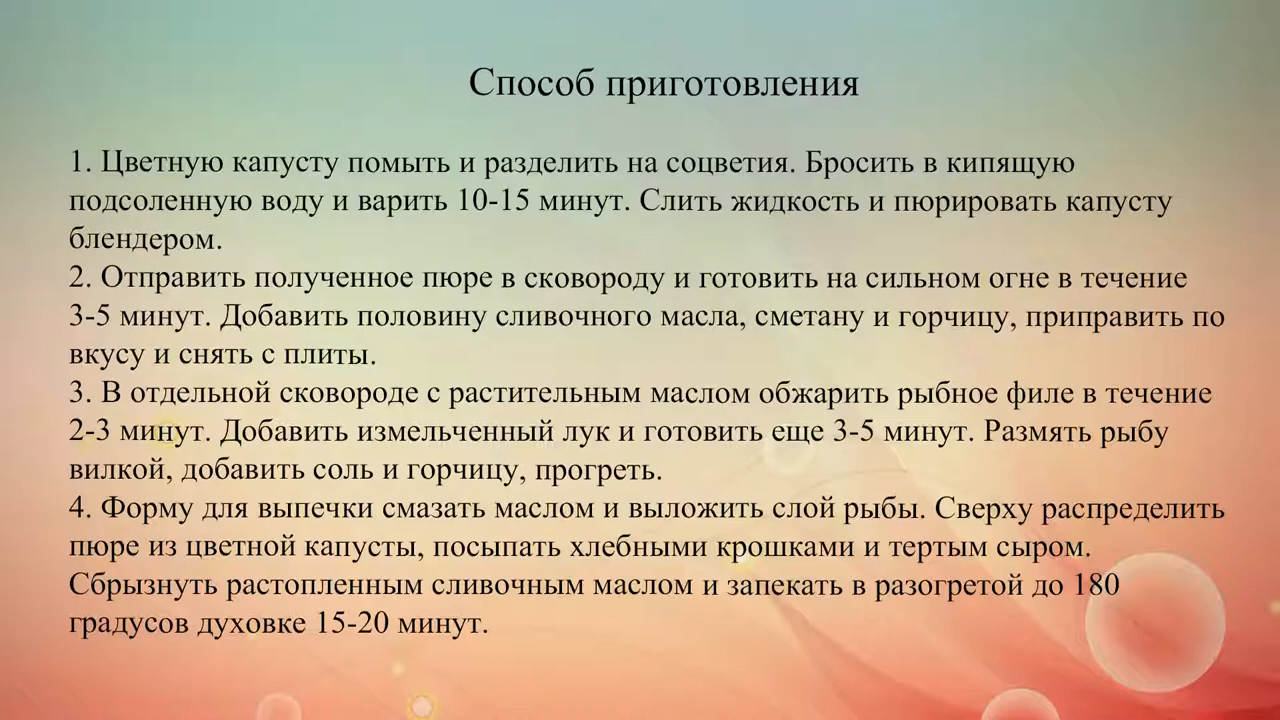 Способ приготовления
1. Цветную капусту помыть и разделить на соцветия. Бросить в кипящую
подсоленную воду и варить 10-15 минут. Слить жидкость и пюрировать капусту
блендером.
2. Отправить полученное пюре в сковороду и готовить на сильном огне в течение
3-5 минут. Добавить половину сливочного масла, сметану и горчицу, приправить по
вкусу и снять с плиты.
3. В отдельной сковороде с растительным маслом обжарить рыбное филе в течение
2-3 минут. Добавить измельченный лук и готовить еще 3-5 минут. Размять рыбу
вилкой, добавить соль и горчицу, прогреть.
4. Форму для выпечки смазать маслом и выложить слой рыбы. Сверху распределить
пюре из цветной капусты, посыпать хлебными крошками и тертым сыром.
Сбрызнуть растопленным сливочным маслом и запекать в разогретой до 180
градусов духовке 15-20 минут.